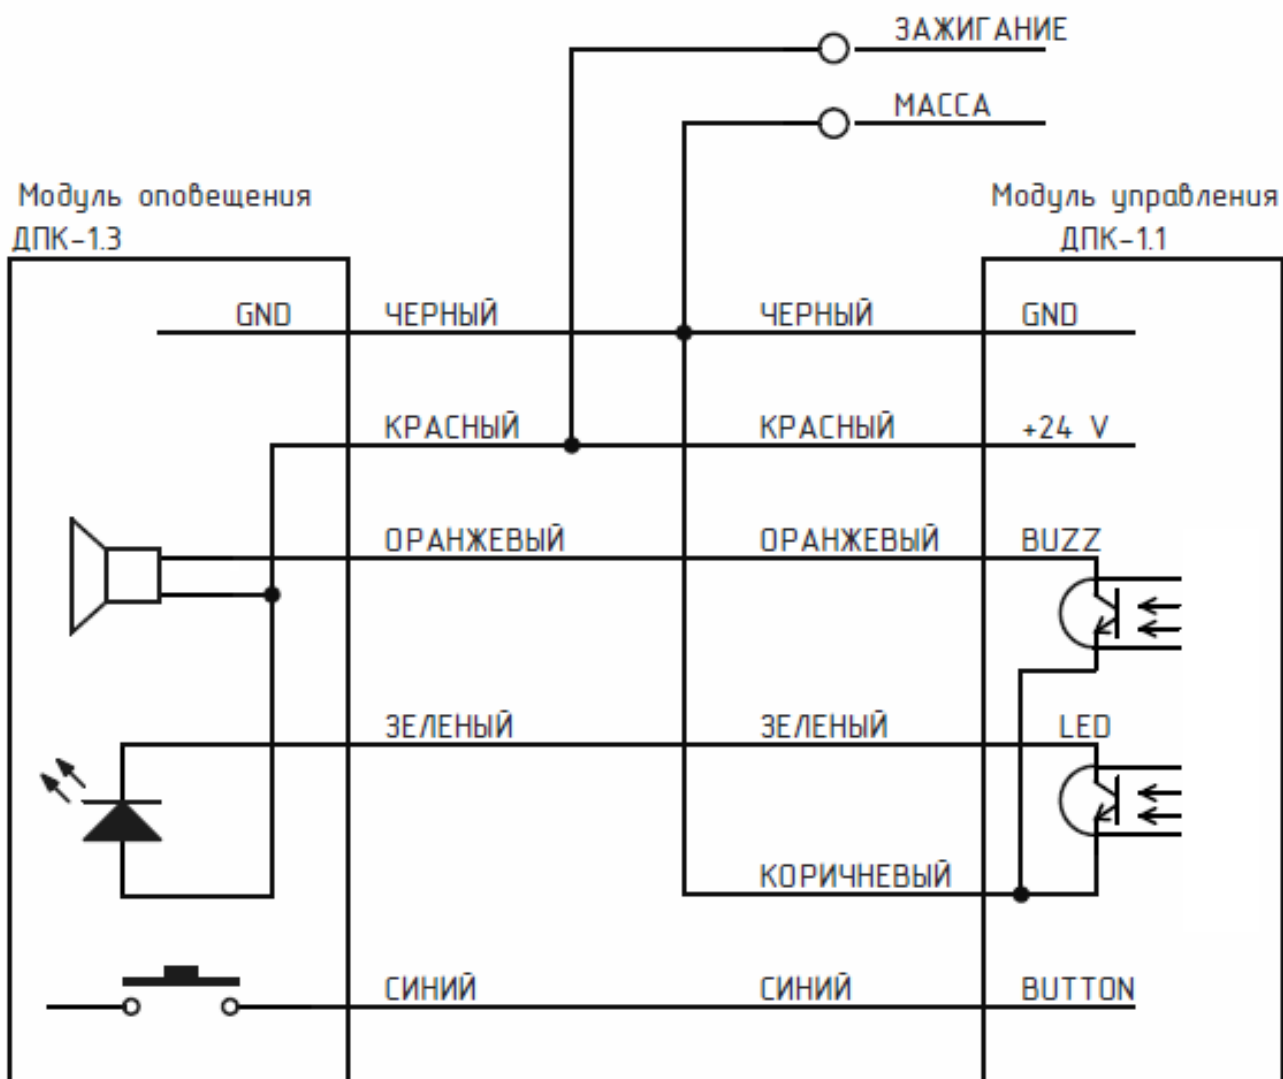 ЗАЖИГАНИЕ
МАССА
Модуль оповещения
ДПК-1.3
Модуль управления
ДПК-1.1
GND ЧЕРНЫЙ ЧЕРНЫЙ GND
КРАСНЫЙ КРАСНЫЙ +24 V
ОРАНЖЕВЫЙ ОРАНЖЕВЫЙ BUZZ
ЗЕЛЕНЫЙ ЗЕЛЕНЫЙ LED
КОРИЧНЕВЫЙ
СИНИЙ СИНИЙ BUTTON